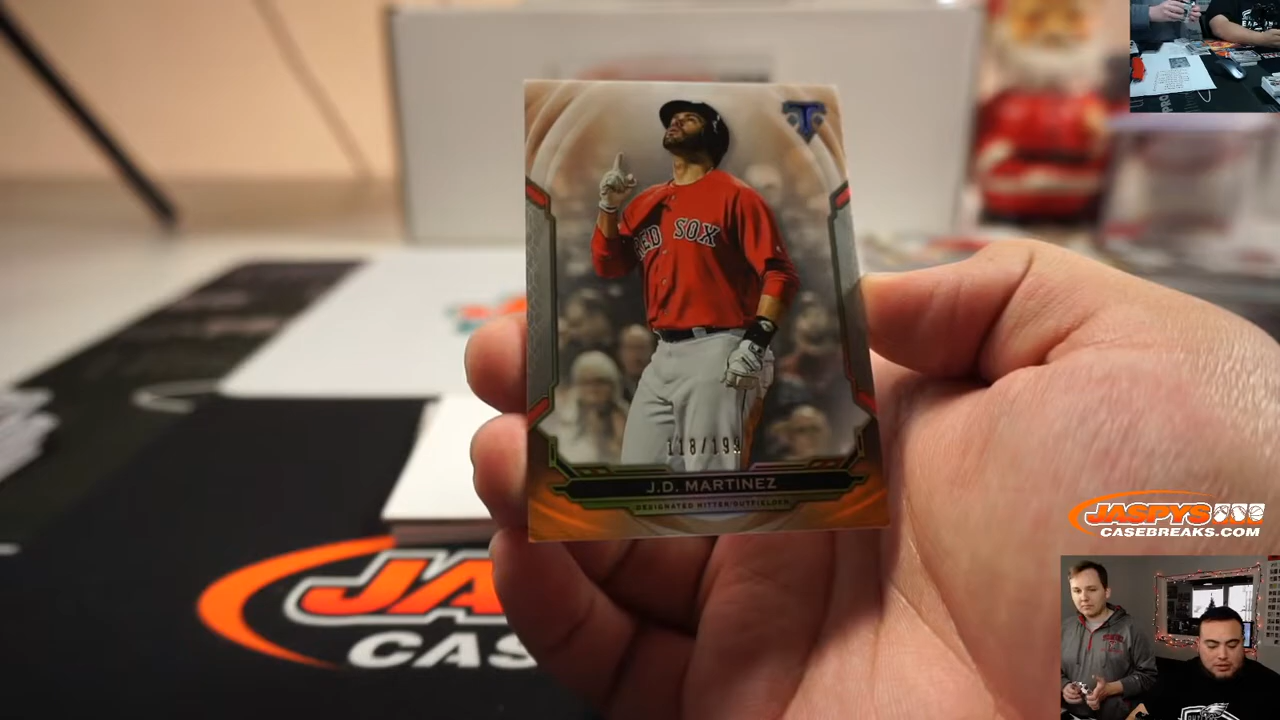 RED SOX
118/199
J.D. MARTINEZ
DESIGNATED HITTER/OUTFIELDER
JA
CAS
JASPYS
CASEBREAKS.COM